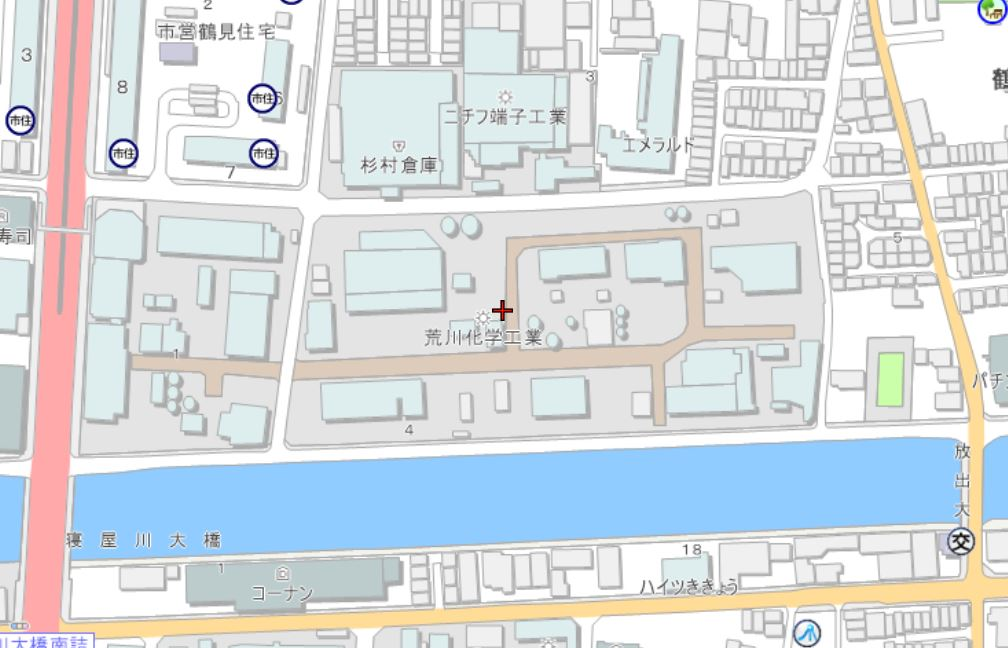 2
市営鶴見住宅
3
8
市住
6
3
ニチフ端子工業
市住
エメラルド
市住
市住
杉村倉庫
7
鶴
寿司
5
荒川化学工業
1
パチン
4
放出大
寝屋川大橋
交
18
1
コーナン
ハイツききょう
川大橋南詰